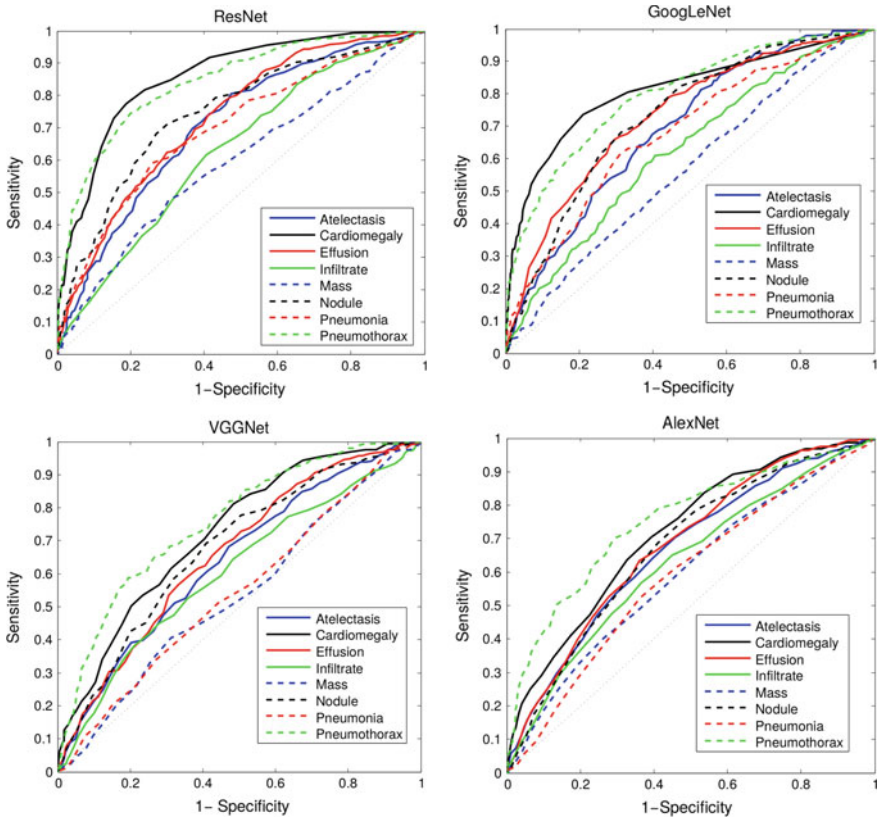 ResNet
1
0.9
0.8
0.7
0.6
0.5
0.4
0.3
0.2
0.1
0
Sensitivity
0 0.2 0.4 0.6 0.8 1
1-Specificity
Atelectasis
Cardiomegaly
Effusion
Infiltrate
Mass
Nodule
Pneumonia
Pneumothorax
GoogLeNet
1
0.9
0.8
0.7
0.6
0.5
0.4
0.3
0.2
0.1
0
Sensitivity
0 0.2 0.4 0.6 0.8 1
1-Specificity
Atelectasis
Cardiomegaly
Effusion
Infiltrate
Mass
Nodule
Pneumonia
Pneumothorax
VGGNet
1
0.9
0.8
0.7
0.6
0.5
0.4
0.3
0.2
0.1
0
Sensitivity
0 0.2 0.4 0.6 0.8 1
1- Specificity
Atelectasis
Cardiomegaly
Effusion
Infiltrate
Mass
Nodule
Pneumonia
Pneumothorax
AlexNet
1
0.9
0.8
0.7
0.6
0.5
0.4
0.3
0.2
0.1
0
Sensitivity
0 0.2 0.4 0.6 0.8 1
1-Specificity
Atelectasis
Cardiomegaly
Effusion
Infiltrate
Mass
Nodule
Pneumonia
Pneumothorax